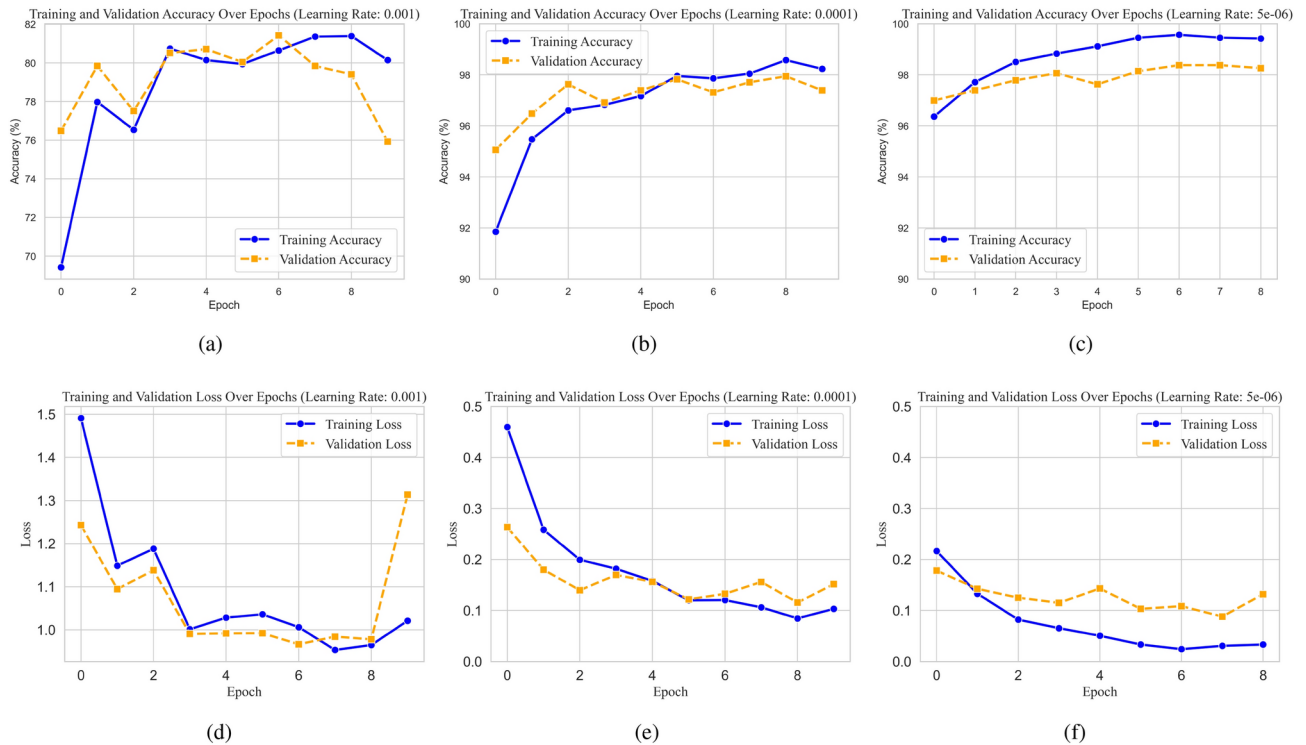 Training and Validation Accuracy Over Epochs (Learning Rate: 0.001)
82
80
78
76
74
72
70
Accuracy (%)
Training Accuracy
Validation Accuracy
0 2 4 6 8
Epoch
(a)
Training and Validation Accuracy Over Epochs (Learning Rate: 0.0001)
100
98
96
94
92
90
Accuracy (%)
Training Accuracy
Validation Accuracy
0 2 4 6 8
Epoch
(b)
Training and Validation Accuracy Over Epochs (Learning Rate: 5e-06)
100
98
96
94
92
90
Accuracy (%)
Training Accuracy
Validation Accuracy
0 1 2 3 4 5 6 7 8
Epoch
(c)
Training and Validation Loss Over Epochs (Learning Rate: 0.001)
1.5
1.4
1.3
1.2
1.1
1.0
Loss
Training Loss
Validation Loss
0 2 4 6 8
Epoch
(d)
Training and Validation Loss Over Epochs (Learning Rate: 0.0001)
0.5
0.4
0.3
0.2
0.1
0.0
Loss
Training Loss
Validation Loss
0 2 4 6 8
Epoch
(e)
Training and Validation Loss Over Epochs (Learning Rate: 5e-06)
0.5
0.4
0.3
0.2
0.1
0.0
Loss
Training Loss
Validation Loss
0 2 4 6 8
Epoch
(f)